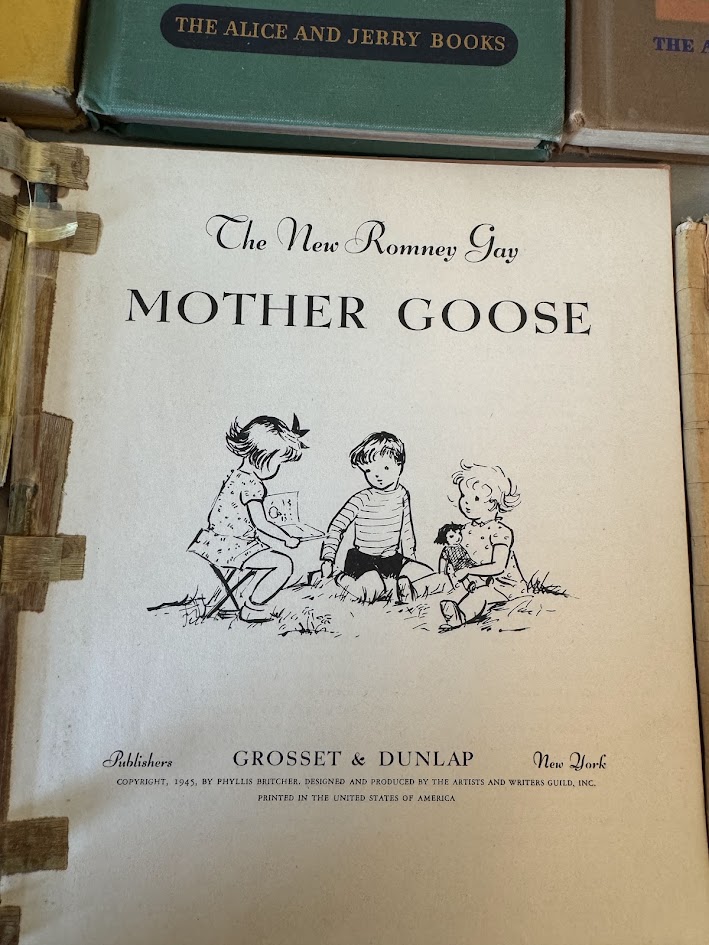 THE ALICE AND JERRY BOOKS
THE
The New Romney Gay
MOTHER GOOSE
Publishers GROSSET & DUNLAP New York
COPYRIGHT, 1945, BY PHYLLIS BRITCHER. DESIGNED AND PRODUCED BY THE ARTISTS AND WRITERS GUILD, INC.
PRINTED IN THE UNITED STATES OF AMERICA